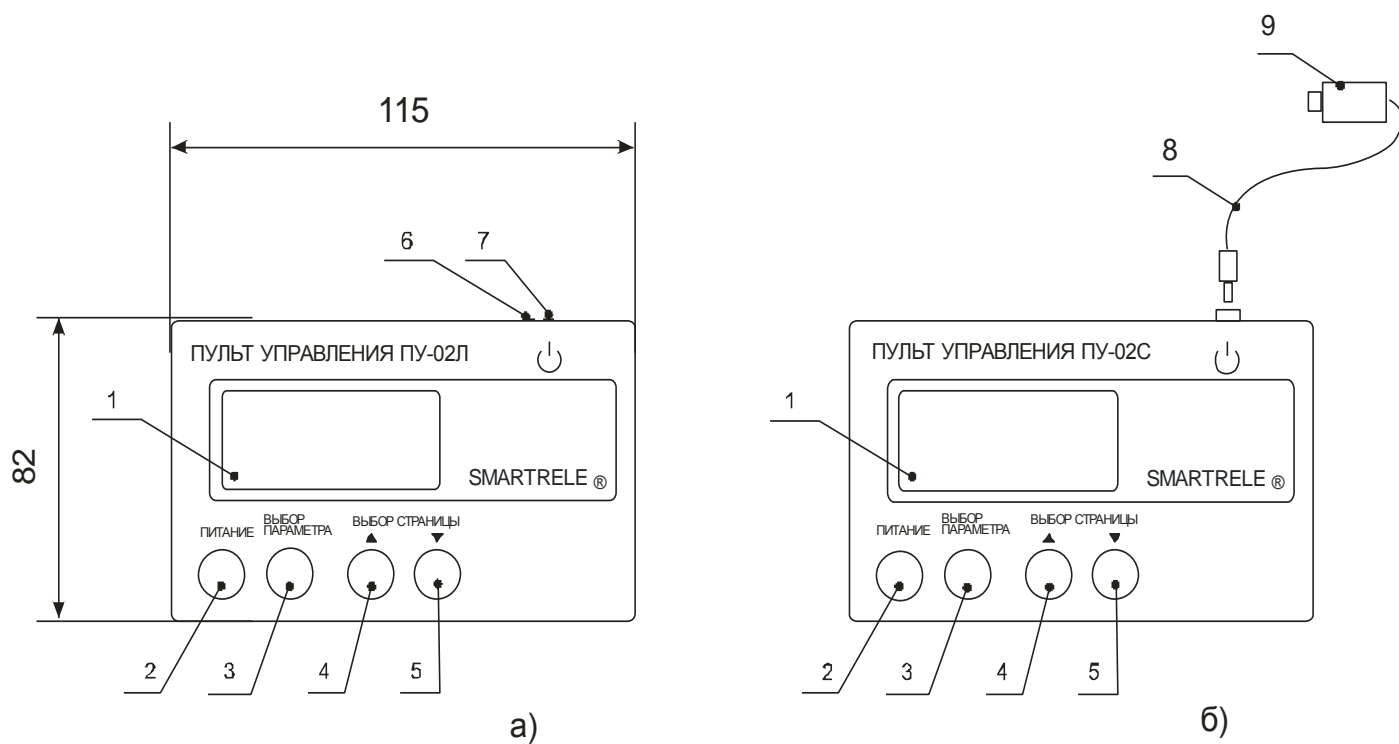 9
115
8
6 7
ПУЛЬТ УПРАВЛЕНИЯ ПУ-02Л
1
82
SMARTRELE ®
ПИТАНИЕ
ВЫБОР
ПАРАМЕТРА
ВЫБОР СТРАНИЦЫ
▲ ▼
2 3 4 5
а)
ПУЛЬТ УПРАВЛЕНИЯ ПУ-02С
1
SMARTRELE ®
ПИТАНИЕ
ВЫБОР
ПАРАМЕТРА
ВЫБОР СТРАНИЦЫ
▲ ▼
2 3 4 5
б)